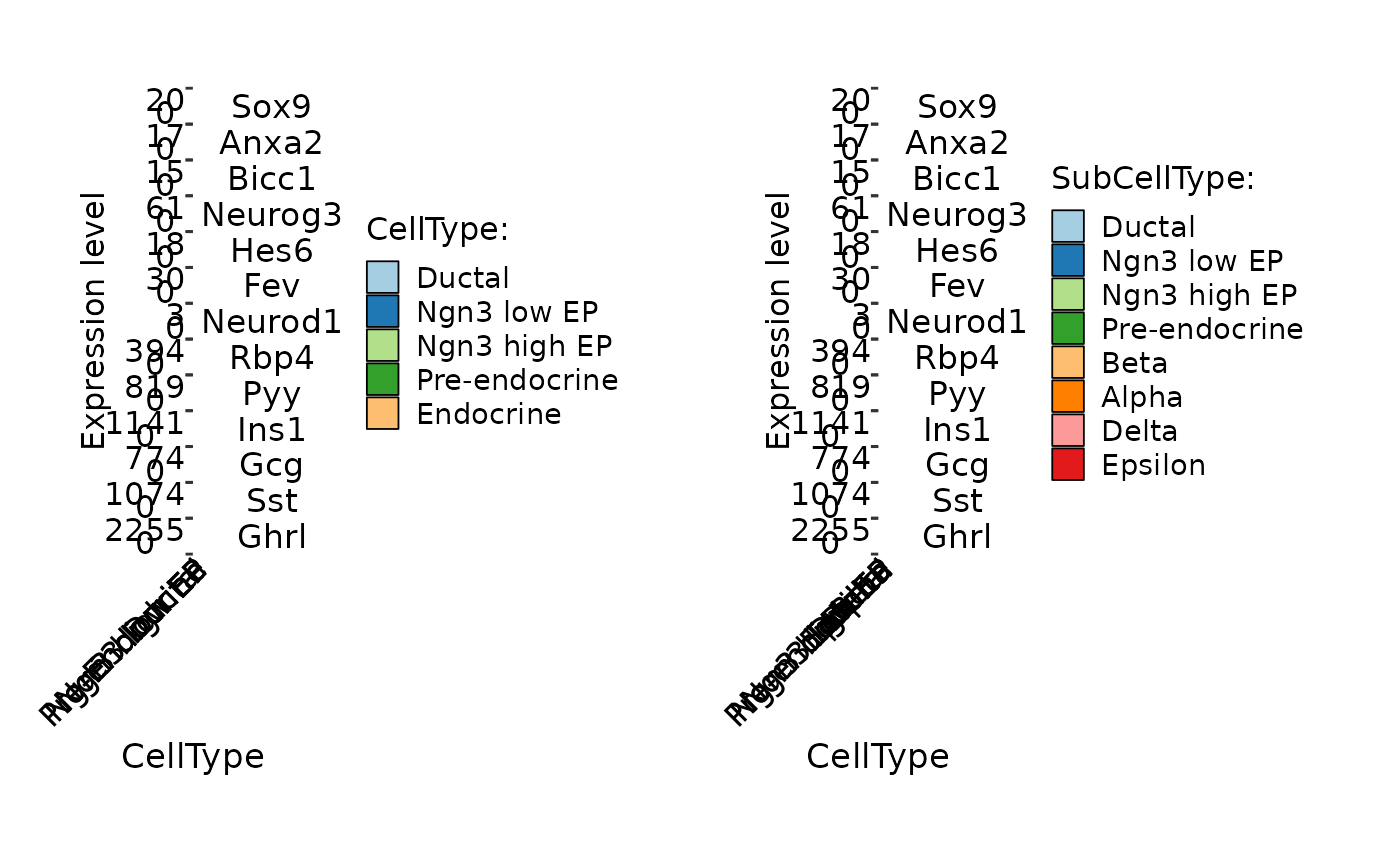 Expression level
20
0
Sox9
17
0
Anxa2
15
0
Bicc1
61
0
Neurog3
18
0
Hes6
30
0
Fev
3
0
Neurod1
394
0
Rbp4
819
0
Pyy
1141
0
Ins1
774
0
Gcg
1074
0
Sst
2255
0
Ghrl
CellType
CellType:
Ductal
Ngn3 low EP
Ngn3 high EP
Pre-endocrine
Endocrine
Expression level
20
0
Sox9
17
0
Anxa2
15
0
Bicc1
61
0
Neurog3
18
0
Hes6
30
0
Fev
3
0
Neurod1
394
0
Rbp4
819
0
Pyy
1141
0
Ins1
774
0
Gcg
1074
0
Sst
2255
0
Ghrl
CellType
SubCellType:
Ductal
Ngn3 low EP
Ngn3 high EP
Pre-endocrine
Beta
Alpha
Delta
Epsilon